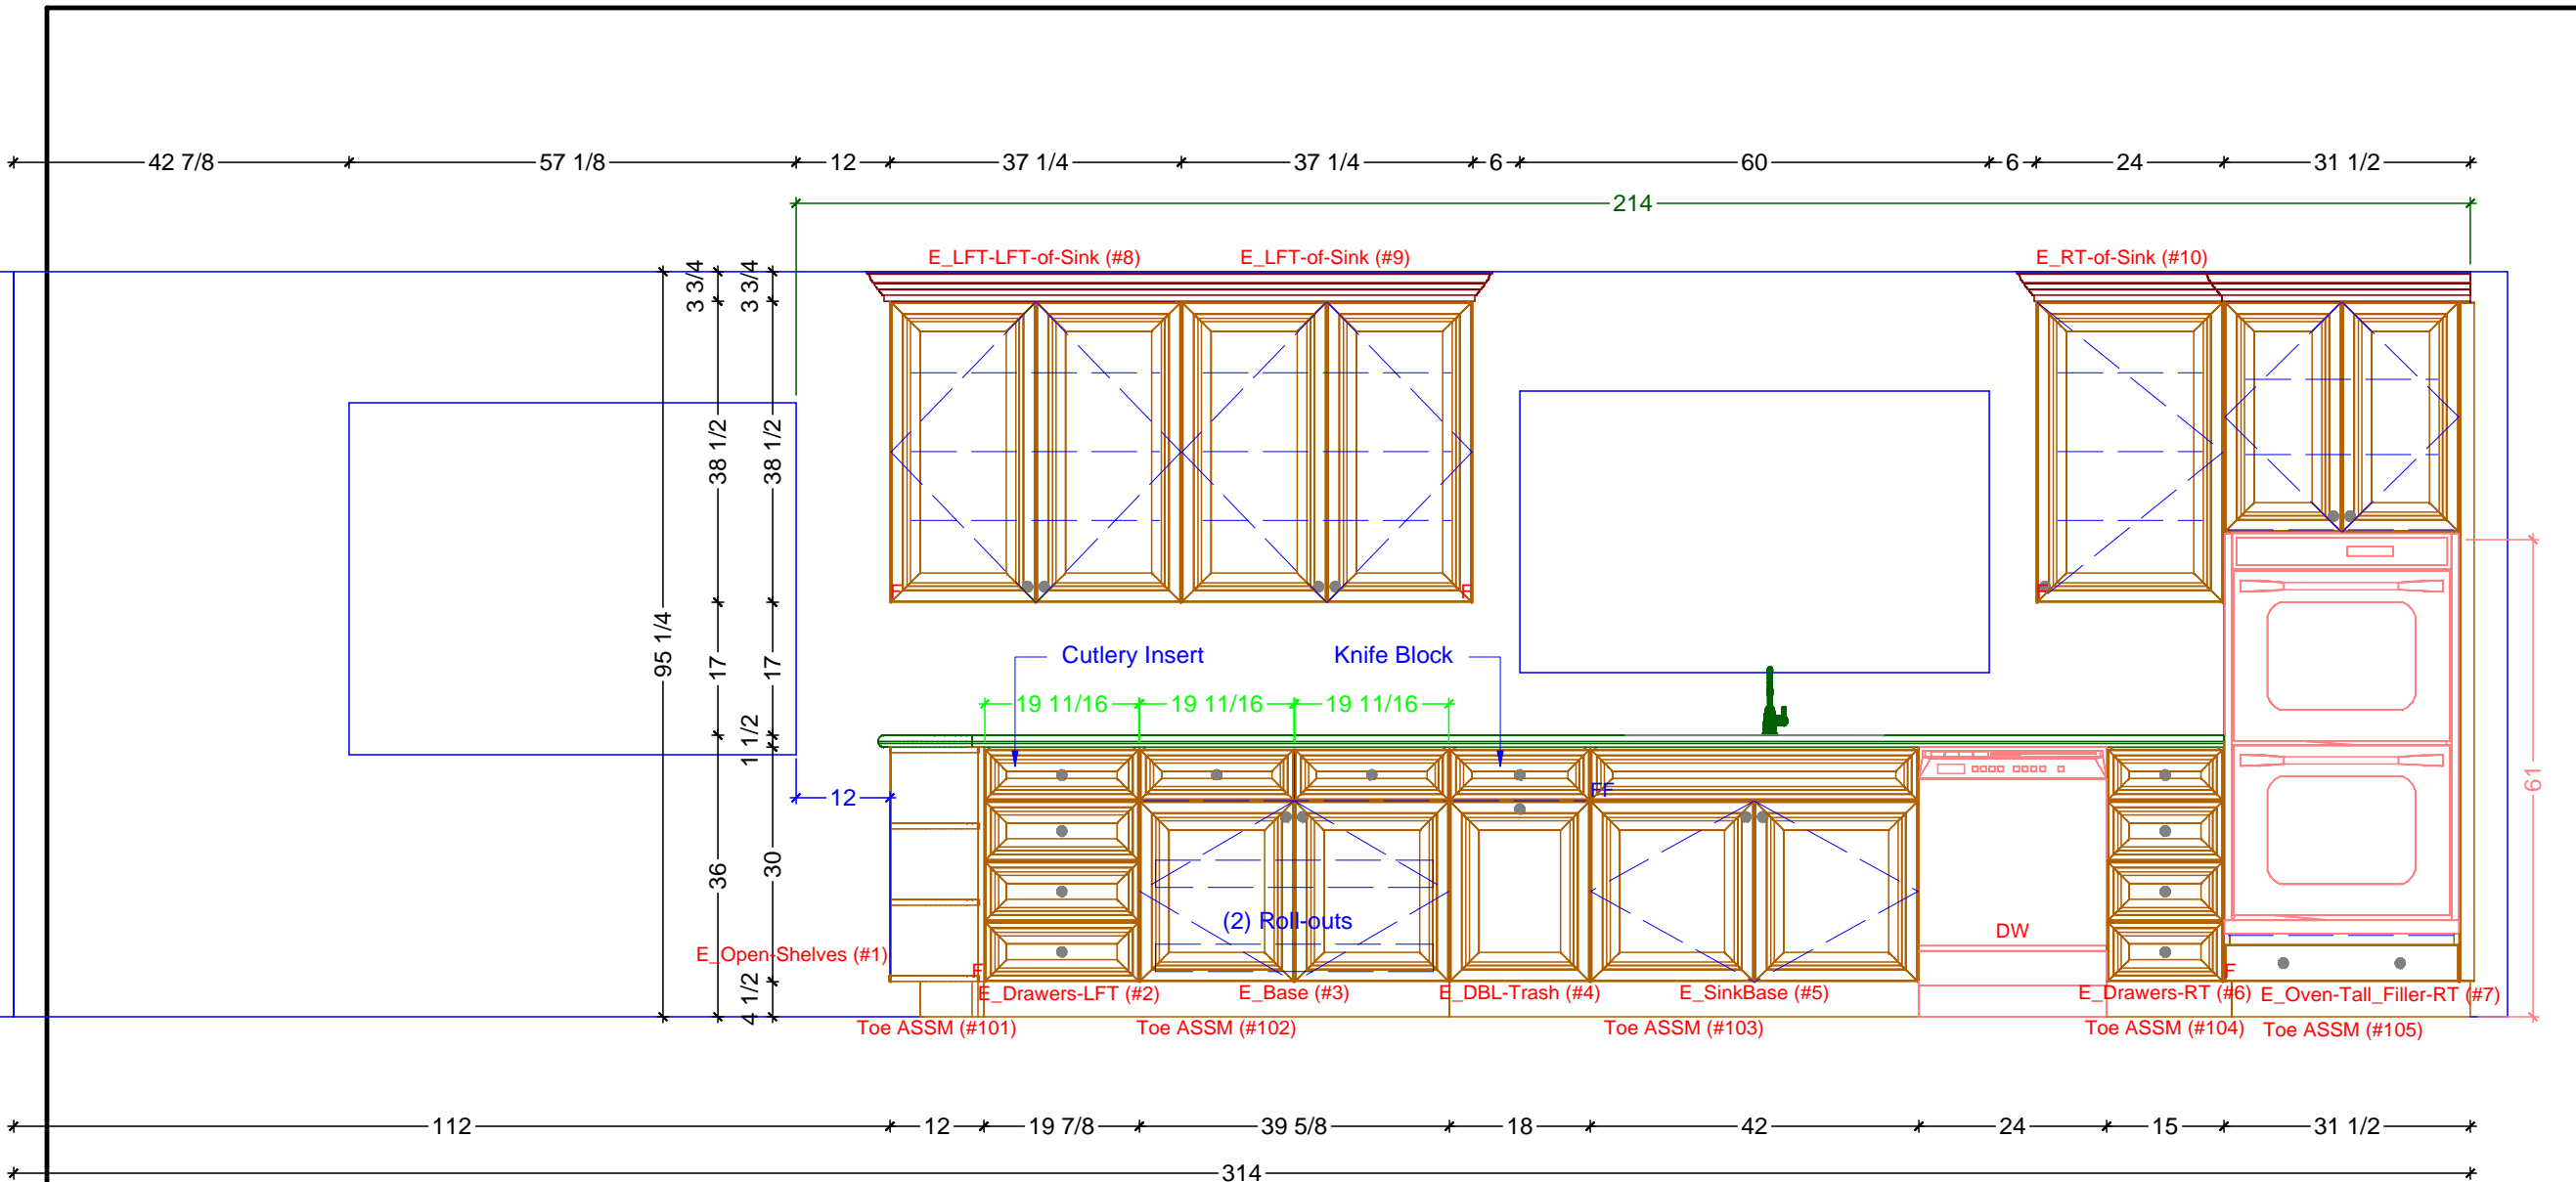 42 7/8 57 1/8 12 37 1/4 37 1/4 6 60 6 24 31 1/2
214
E_LFT-LFT-of-Sink (#8) E_LFT-of-Sink (#9) E_RT-of-Sink (#10)
3 3/4 3 3/4
38 1/2 38 1/2
F F F
95 1/4 17 17
Cutlery Insert Knife Block
19 11/16 19 11/16 19 11/16
1 1/2
61
FF
12
36 30
(2) Roll-outs
DW
E_Open-Shelves (#1)
F F
4 1/2
E_Drawers-LFT (#2) E_Base (#3) E_DBL-Trash (#4) E_SinkBase (#5) E_Drawers-RT (#6) E_Oven-Tall_Filler-RT (#7)
Toe ASSM (#101) Toe ASSM (#102) Toe ASSM (#103) Toe ASSM (#104) Toe ASSM (#105)
112 12 19 7/8 39 5/8 18 42 24 15 31 1/2
314